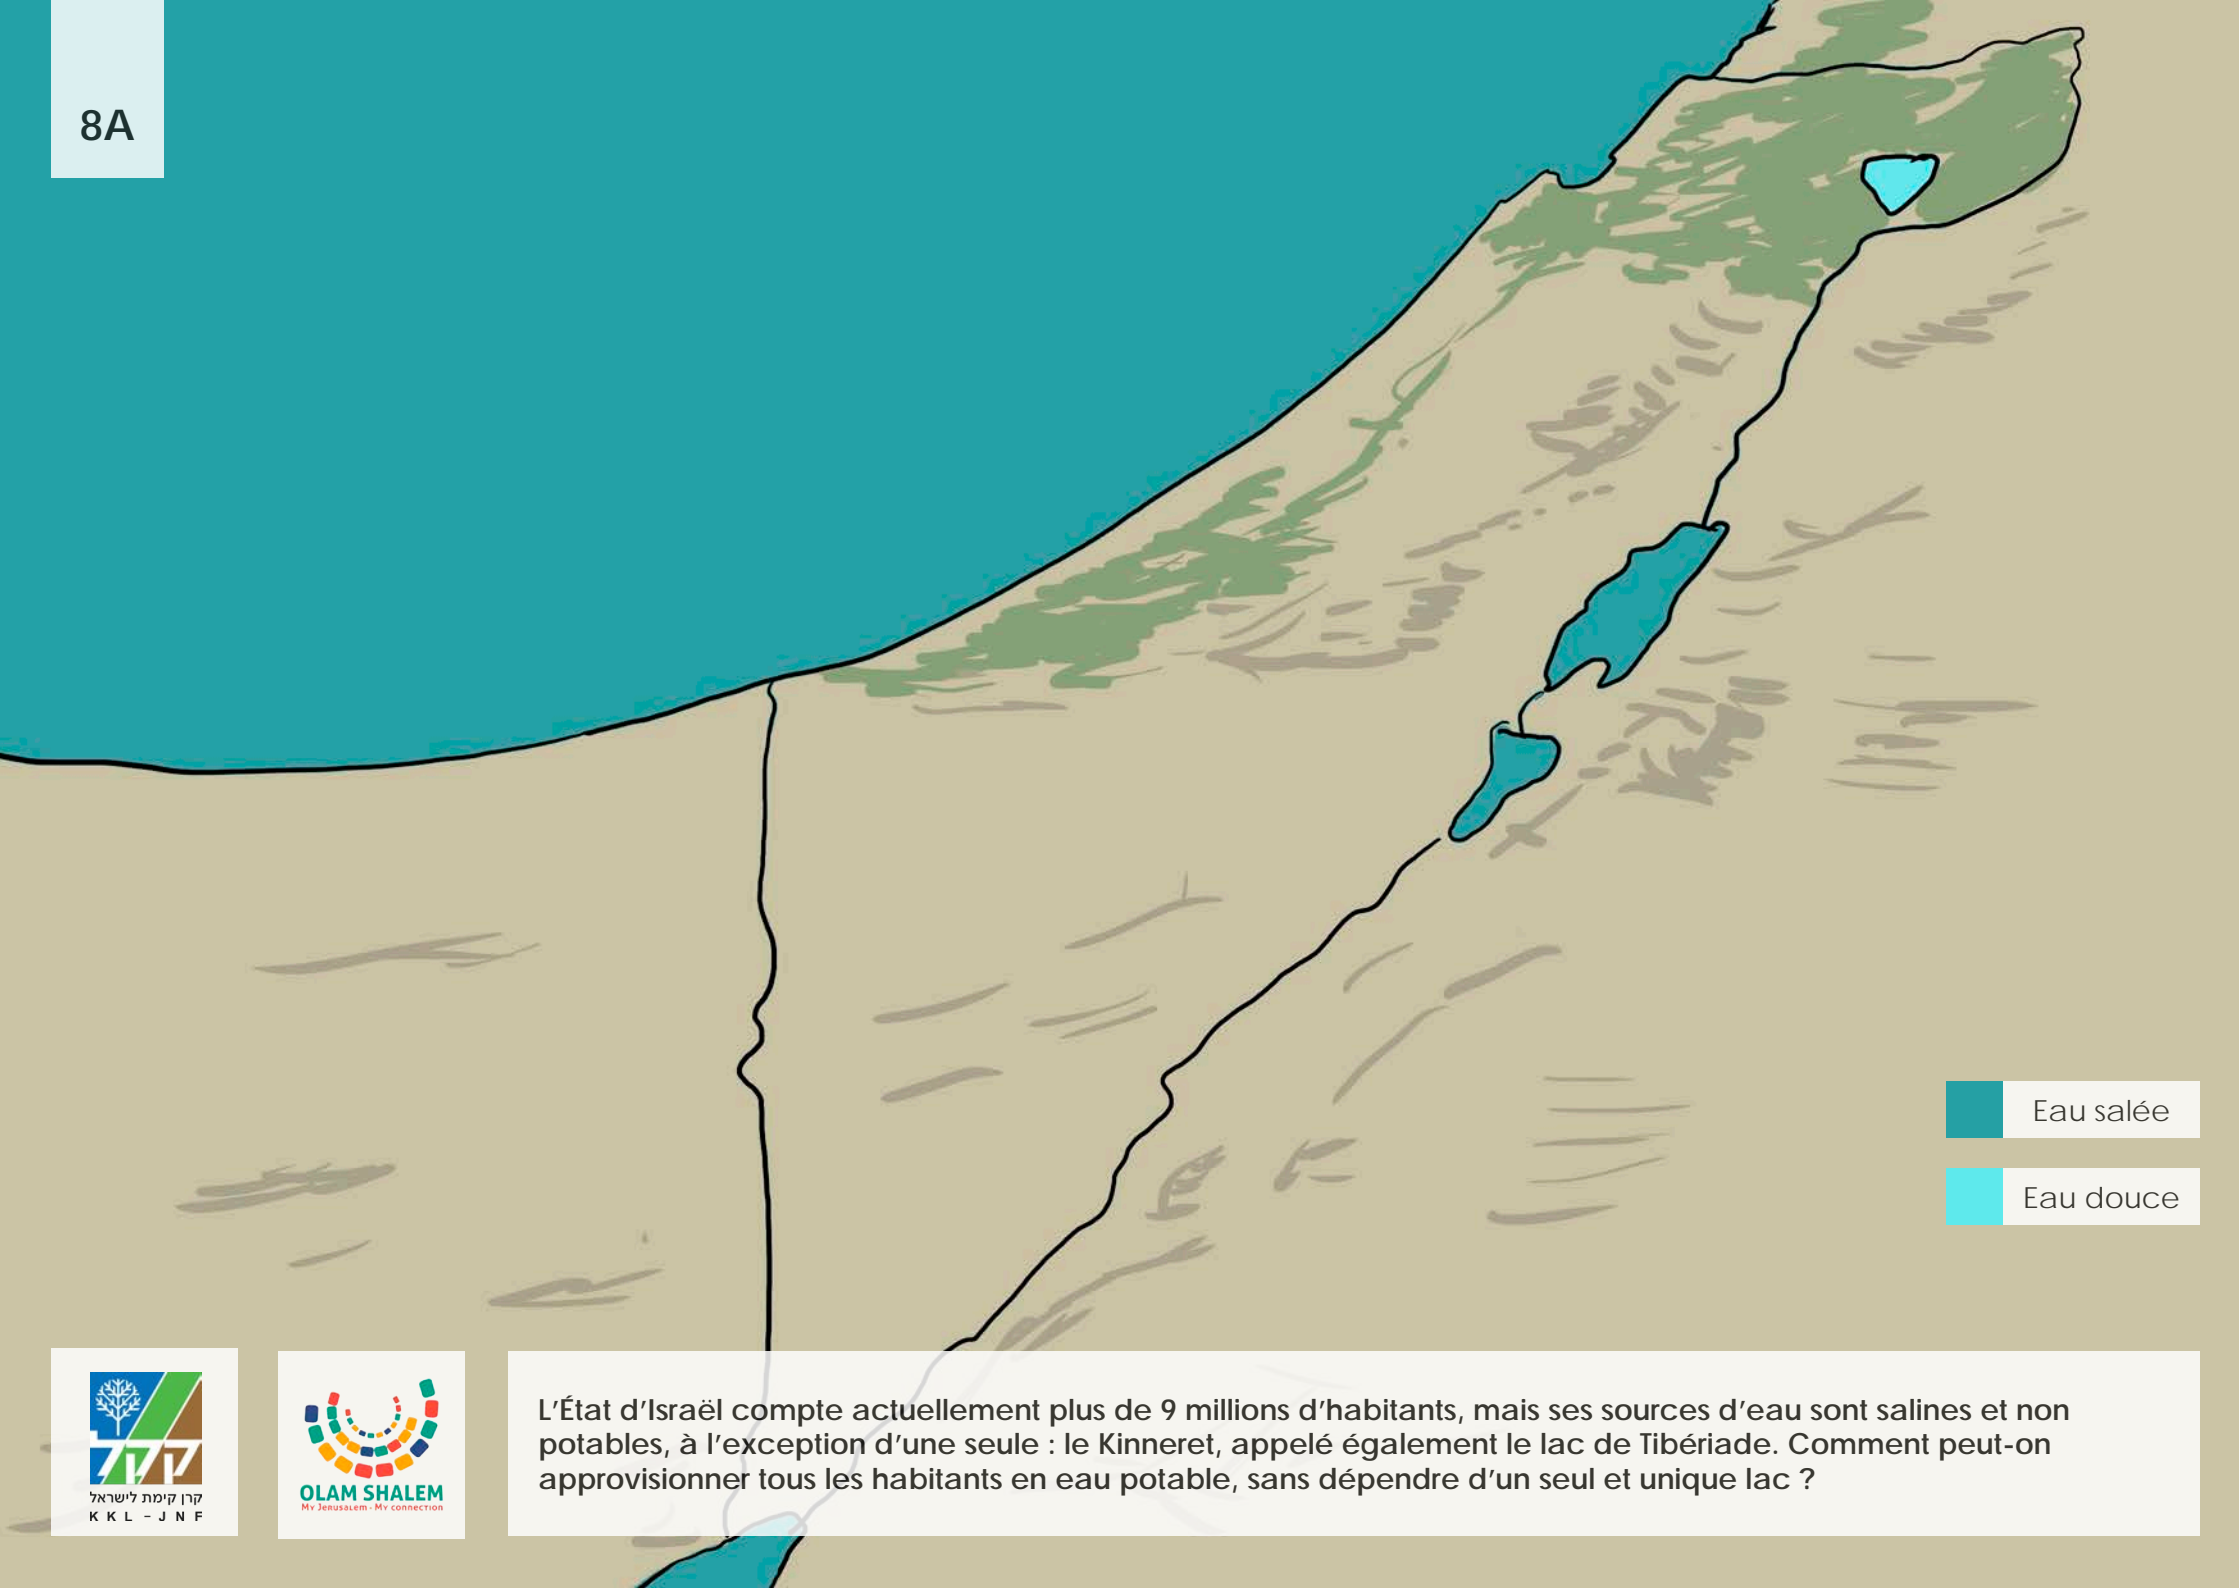 8A
Eau salée
Eau douce
קרן קימת לישראל
KKL-JNF
OLAM SHALEM
My Jerusalem - My connection
L'État d'Israël compte actuellement plus de 9 millions d'habitants, mais ses sources d'eau sont salines et non
potables, à l'exception d'une seule : le Kinneret, appelé également le lac de Tibériade. Comment peut-on
approvisionner tous les habitants en eau potable, sans dépendre d'un seul et unique lac ?